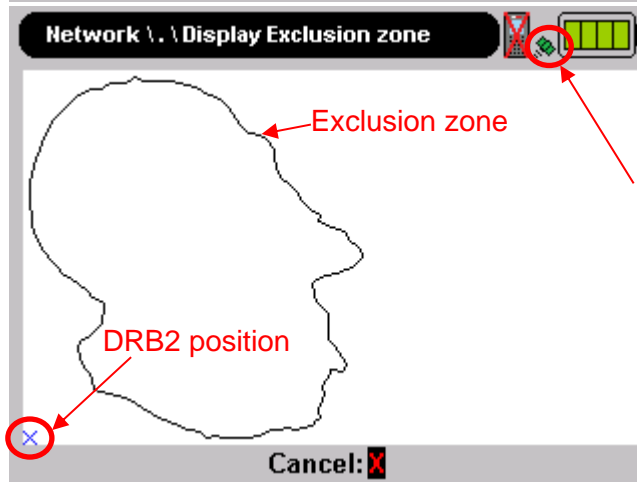 Network \.\Display Exclusion zone
Exclusion zone
DRB2 position
Cancel:X